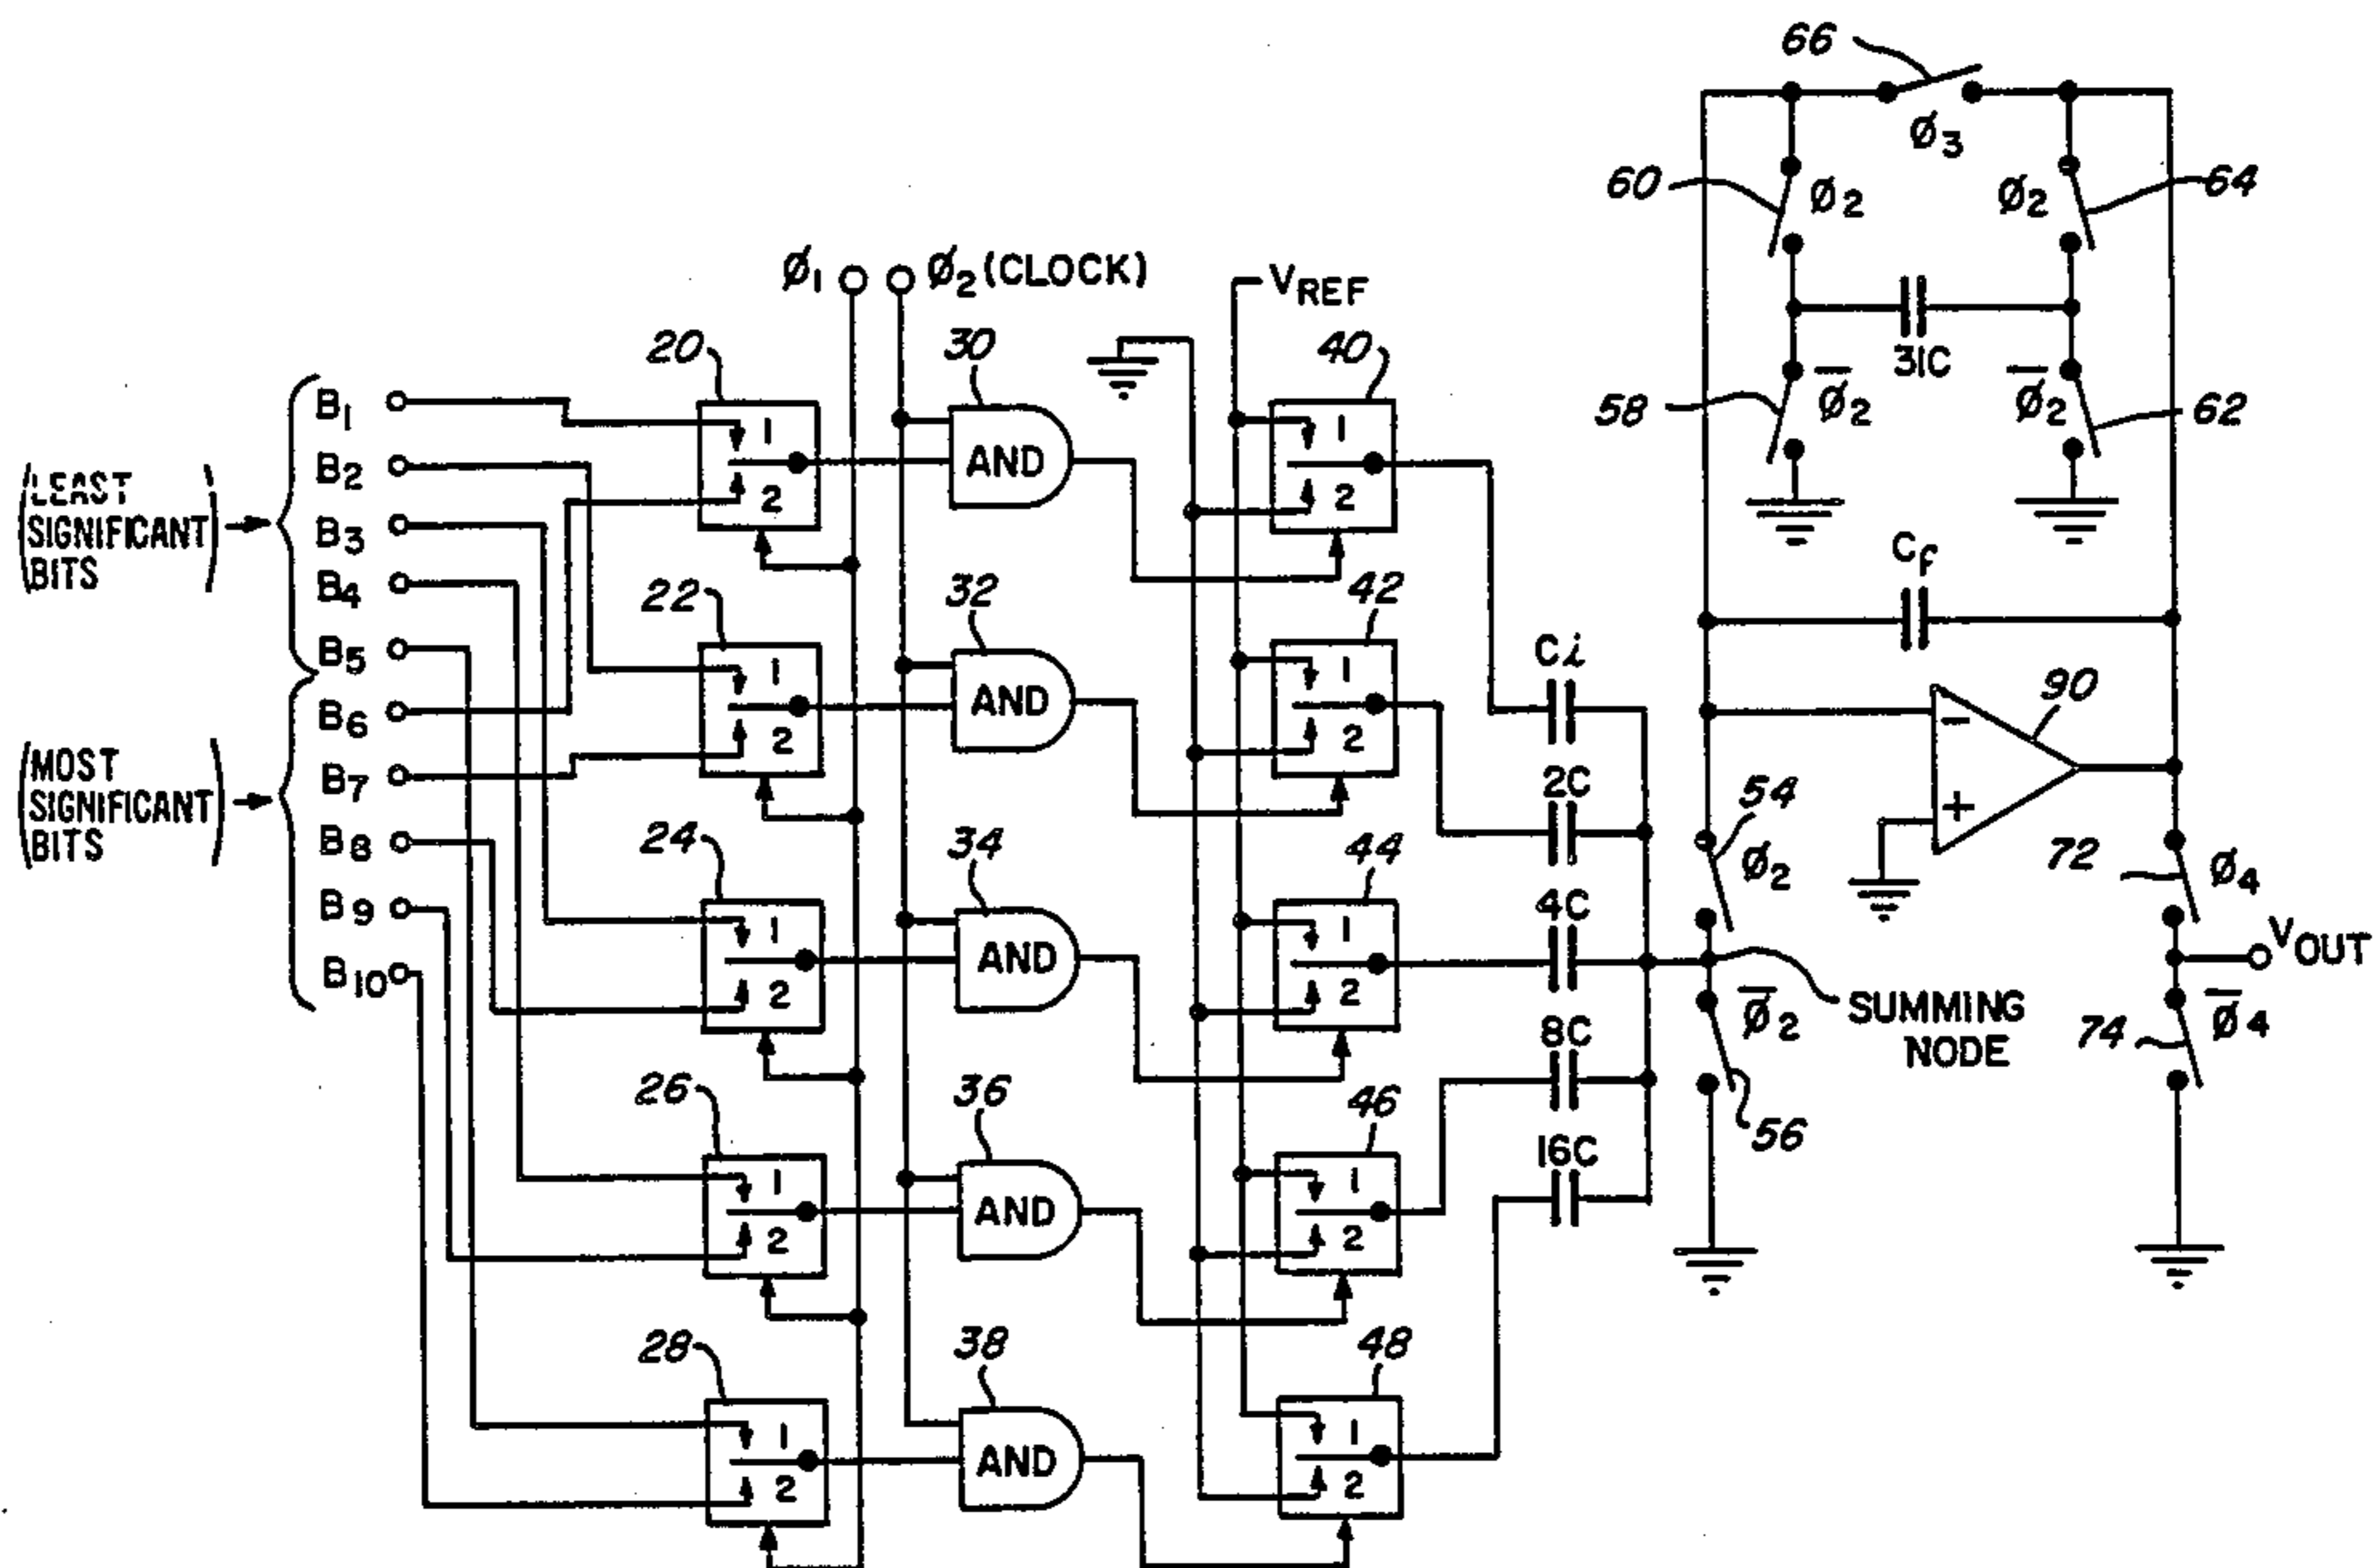 66
Ø3
60
Ø2
Ø2
64
Ø1
Ø2 (CLOCK)
VREF
20
30
40
31C
58
Ø̅2
Ø̅2
62
B1
B2
B3
B4
B5
B6
B7
B8
B9
B10
(LEAST
SIGNIFICANT
BITS)
(MOST
SIGNIFICANT
BITS)
1
2
AND
1
2
Cf
22
32
42
1
2
AND
1
2
Ci
2C
4C
8C
16C
90
-
+
24
34
44
1
2
AND
1
2
54
Ø2
72
Ø4
VOUT
SUMMING
NODE
Ø̅2
56
74
Ø̅4
26
36
46
1
2
AND
1
2
28
38
48
1
2
AND
1
2